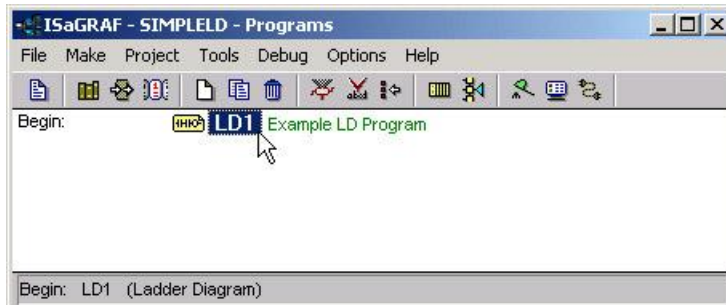 ISaGRAF - SIMPLELD - Programs
File Make Project Tools Debug Options Help
Begin: LD1 Example LD Program
Begin: LD1 (Ladder Diagram)